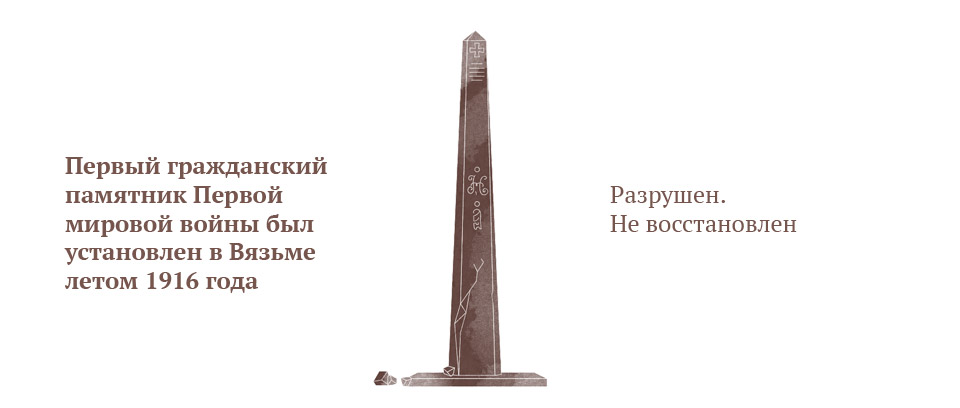 Первый гражданский
памятник Первой
мировой войны был
установлен в Вязьме
летом 1916 года
Разрушен.
Не восстановлен